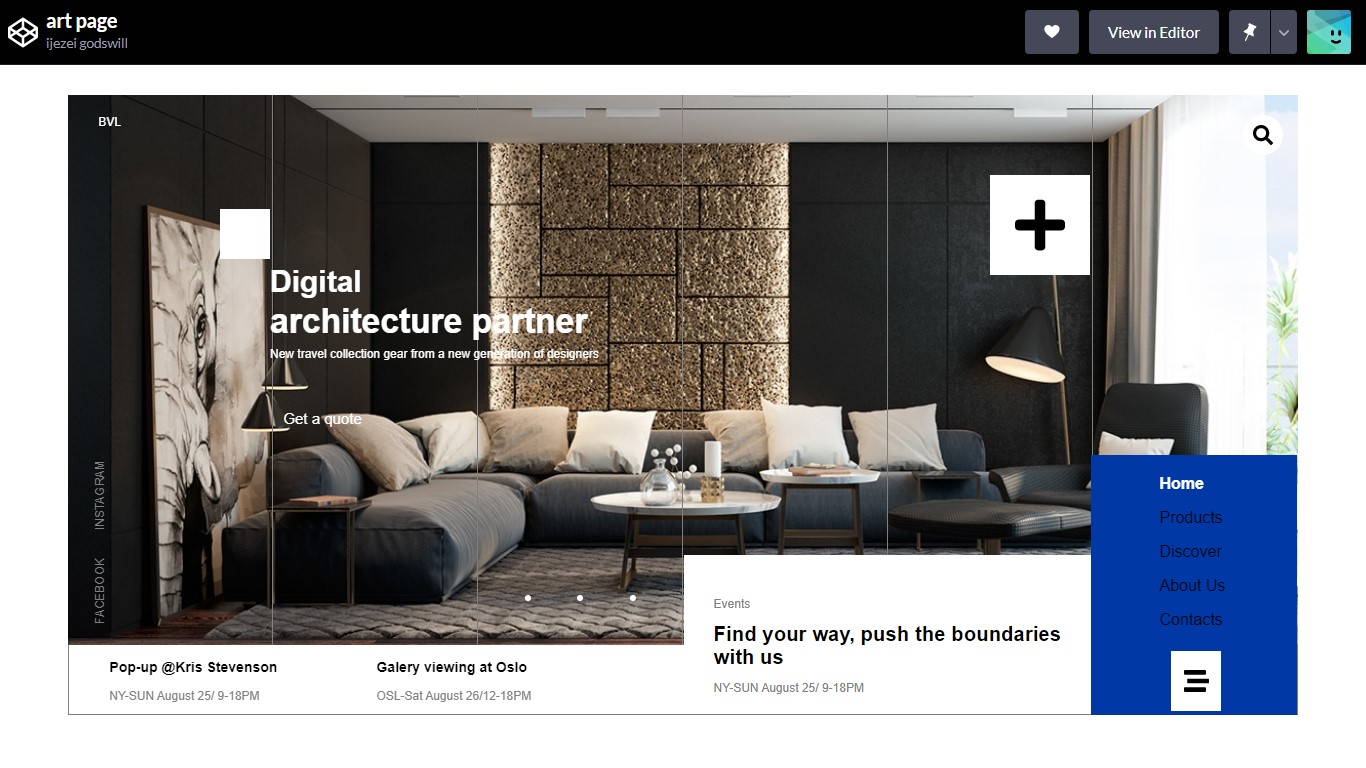 art page
ijezei godswill
View in Editor
BVL
Digital
architecture partner
New travel collection gear from a new generation of designers
Get a quote
INSTAGRAM
FACEBOOK
Home
Products
Discover
About Us
Contacts
Events
Find your way, push the boundaries
with us
NY-SUN August 25/ 9-18PM
Pop-up @Kris Stevenson
NY-SUN August 25/ 9-18PM
Galery viewing at Oslo
OSL-Sat August 26/12-18PM